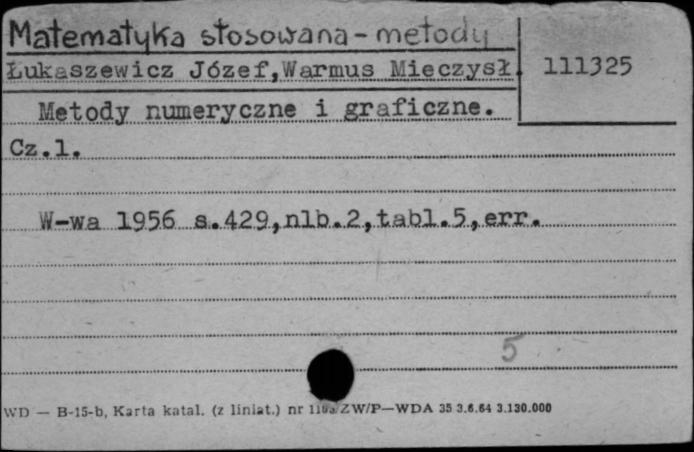 Matematyka stosowana - metody
Łukaszewicz Józef, Warmus Mieczysł. 111325
Metody numeryczne i graficzne.
Cz.1.
W-wa 1956 s.429, nlb.2, tabl.5, err.
5
WD — B-15-b, Karta katal. (z liniat.) nr ZW/P—WDA 35 3.6.64 3.130.000